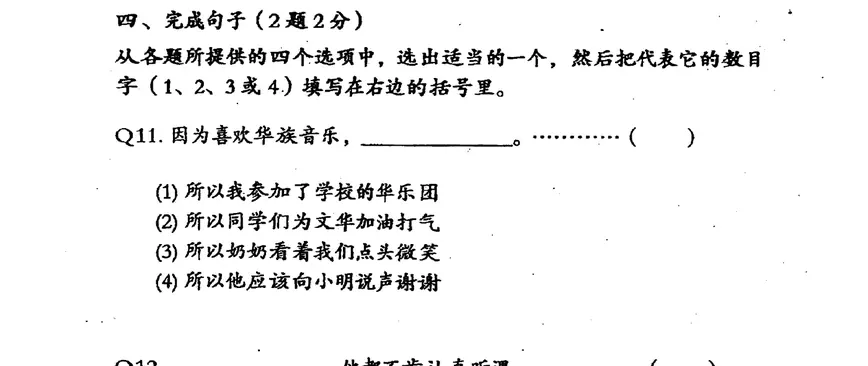 四、完成句子（2题2分）
从各题所提供的四个选项中，选出适当的一个，然后把代表它的数目
字（1、2、3或 4.）填写在右边的括号里。
Q11. 因为喜欢华族音乐，_______________。…………（    ）
(1) 所以我参加了学校的华乐团
(2) 所以同学们为文华加油打气
(3) 所以奶奶看着我们点头微笑
(4) 所以他应该向小明说声谢谢